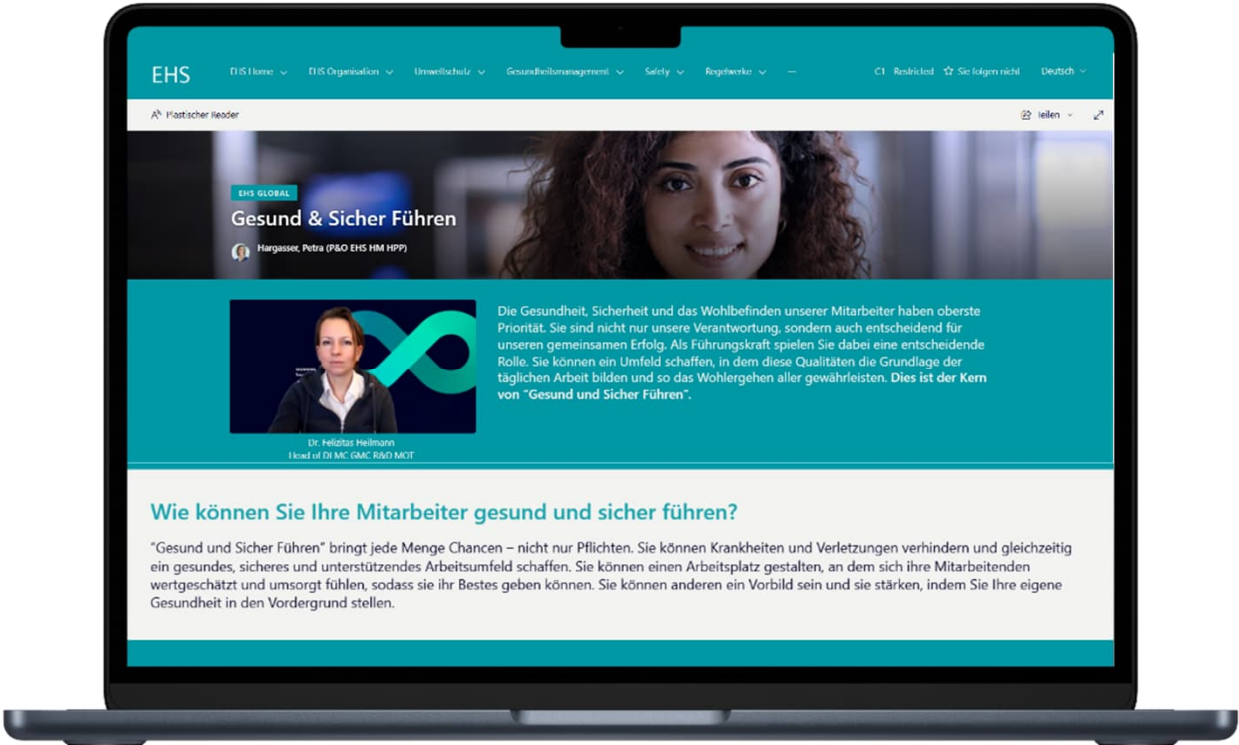 EHS
EHS Home
EHS Organisation
Umweltschutz
Gesundheitsmanagement
Safety
Regelwerke
C1 Restricted
Sie folgen nicht
Deutsch
Plastischer Reader
Teilen
EHS GLOBAL
Gesund & Sicher Führen
Hargasser, Petra (P&O EHS HM HPP)
Die Gesundheit, Sicherheit und das Wohlbefinden unserer Mitarbeiter haben oberste
Priorität. Sie sind nicht nur unsere Verantwortung, sondern auch entscheidend für
unseren gemeinsamen Erfolg. Als Führungskraft spielen Sie dabei eine entscheidende
Rolle. Sie können ein Umfeld schaffen, in dem diese Qualitäten die Grundlage der
täglichen Arbeit bilden und so das Wohlergehen aller gewährleisten. Dies ist der Kern
von "Gesund und Sicher Führen".
Dr. Felizitas Heilmann
Head of DI MC GMC R&D MOT
Wie können Sie Ihre Mitarbeiter gesund und sicher führen?
"Gesund und Sicher Führen" bringt jede Menge Chancen – nicht nur Pflichten. Sie können Krankheiten und Verletzungen verhindern und gleichzeitig
ein gesundes, sicheres und unterstützendes Arbeitsumfeld schaffen. Sie können einen Arbeitsplatz gestalten, an dem sich ihre Mitarbeitenden
wertgeschätzt und umsorgt fühlen, sodass sie ihr Bestes geben können. Sie können anderen ein Vorbild sein und sie stärken, indem Sie Ihre eigene
Gesundheit in den Vordergrund stellen.